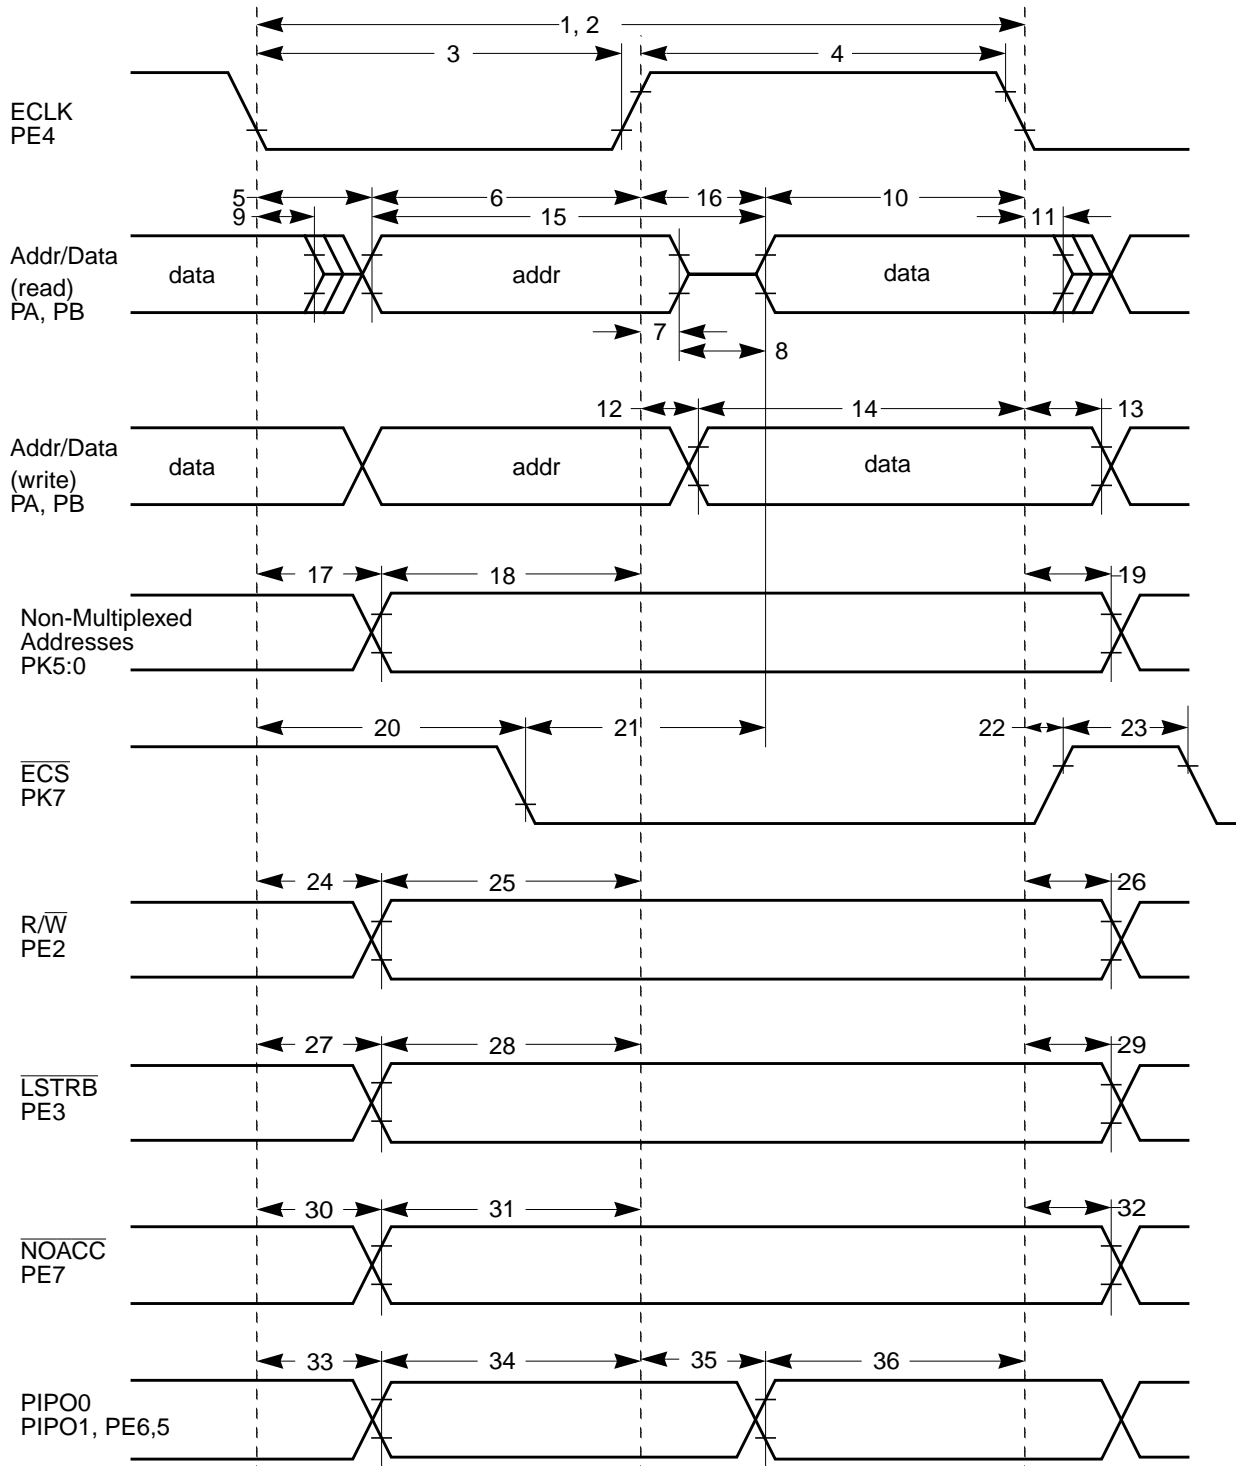 1, 2
3
4
ECLK
PE4
5
6
16
10
9
15
11
Addr/Data
(read)
PA, PB
data
addr
data
7
8
12
14
13
Addr/Data
(write)
PA, PB
data
addr
data
17
18
19
Non-Multiplexed
Addresses
PK5:0
20
21
22
23
ECS
PK7
24
25
26
R/W
PE2
27
28
29
LSTRB
PE3
30
31
32
NOACC
PE7
33
34
35
36
PIPO0
PIPO1, PE6,5